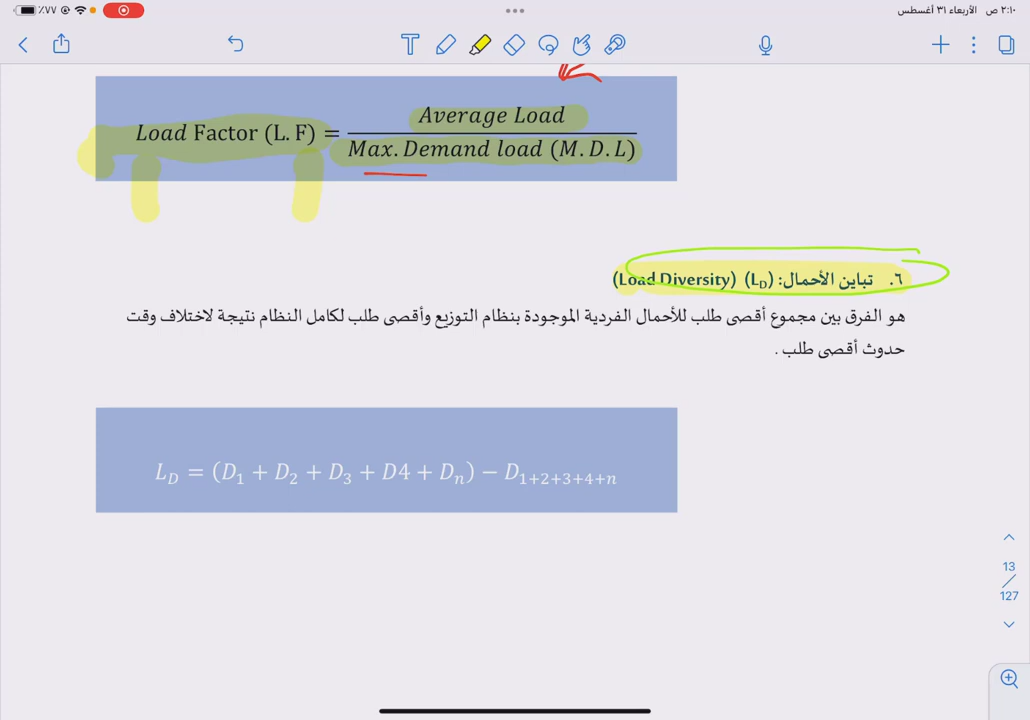 ٢:١٠ ص الأربعاء ٣١ أغسطس
٪٧٧
Load Factor (L. F) = Average Load / Max. Demand load (M. D. L)
٦. تباين الأحمال: (L_D) (Load Diversity)
هو الفرق بين مجموع أقصى طلب للأحمال الفردية الموجودة بنظام التوزيع وأقصى طلب لكامل النظام نتيجة لاختلاف وقت
حدوث أقصى طلب .
L_D = (D_1 + D_2 + D_3 + D4 + D_n) − D_{1+2+3+4+n}
13
127